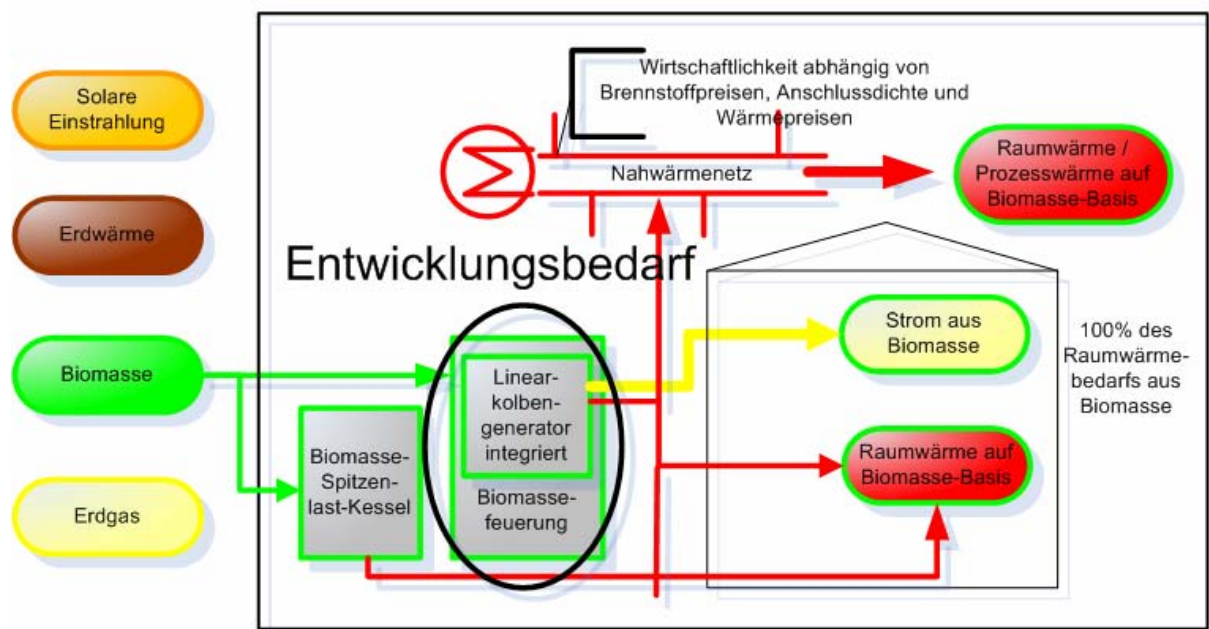 Solare
Einstrahlung
Erdwärme
Biomasse
Erdgas
Wirtschaftlichkeit abhängig von
Brennstoffpreisen, Anschlussdichte und
Wärmepreisen
Nahwärmenetz
Raumwärme /
Prozesswärme auf
Biomasse-Basis
Entwicklungsbedarf
Biomasse-
Spitzen-
last-Kessel
Linear-
kolben-
generator
integriert
Biomasse-
feuerung
Strom aus
Biomasse
Raumwärme auf
Biomasse-Basis
100% des
Raumwärme-
bedarfs aus
Biomasse